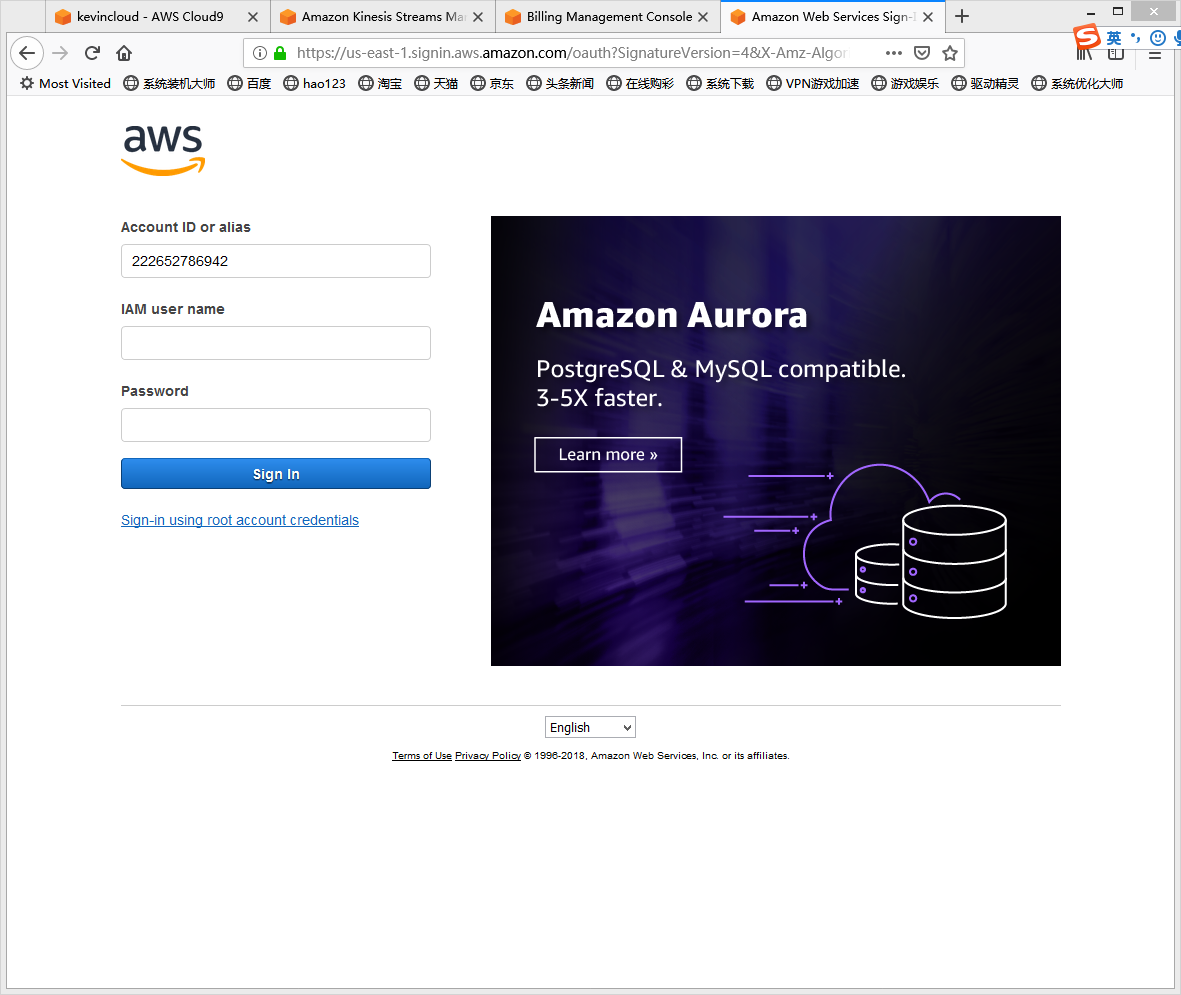 kevincloud - AWS Cloud9
Amazon Kinesis Streams Ma
Billing Management Console
Amazon Web Services Sign-
https://us-east-1.signin.aws.amazon.com/oauth?SignatureVersion=4&X-Amz-Algor
英
Most Visited 系统装机大师 百度 hao123 淘宝 天猫 京东 头条新闻 在线购彩 系统下载 VPN游戏加速 游戏娱乐 驱动精灵 系统优化大师
aws
Account ID or alias
222652786942
IAM user name
Password
Sign In
Sign-in using root account credentials
Amazon Aurora
PostgreSQL & MySQL compatible.
3-5X faster.
Learn more »
English
Terms of Use Privacy Policy © 1996-2018, Amazon Web Services, Inc. or its affiliates.